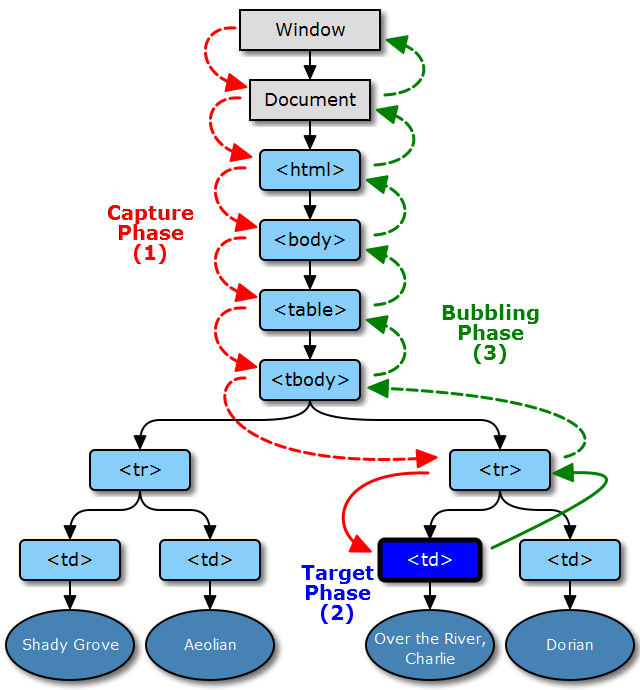 Window
Document
<html>
Capture
Phase
(1)
<body>
<table>
Bubbling
Phase
(3)
<tbody>
<tr>
<tr>
<td>
<td>
<td>
<td>
Target
Phase
(2)
Shady Grove
Aeolian
Over the River,
Charlie
Dorian